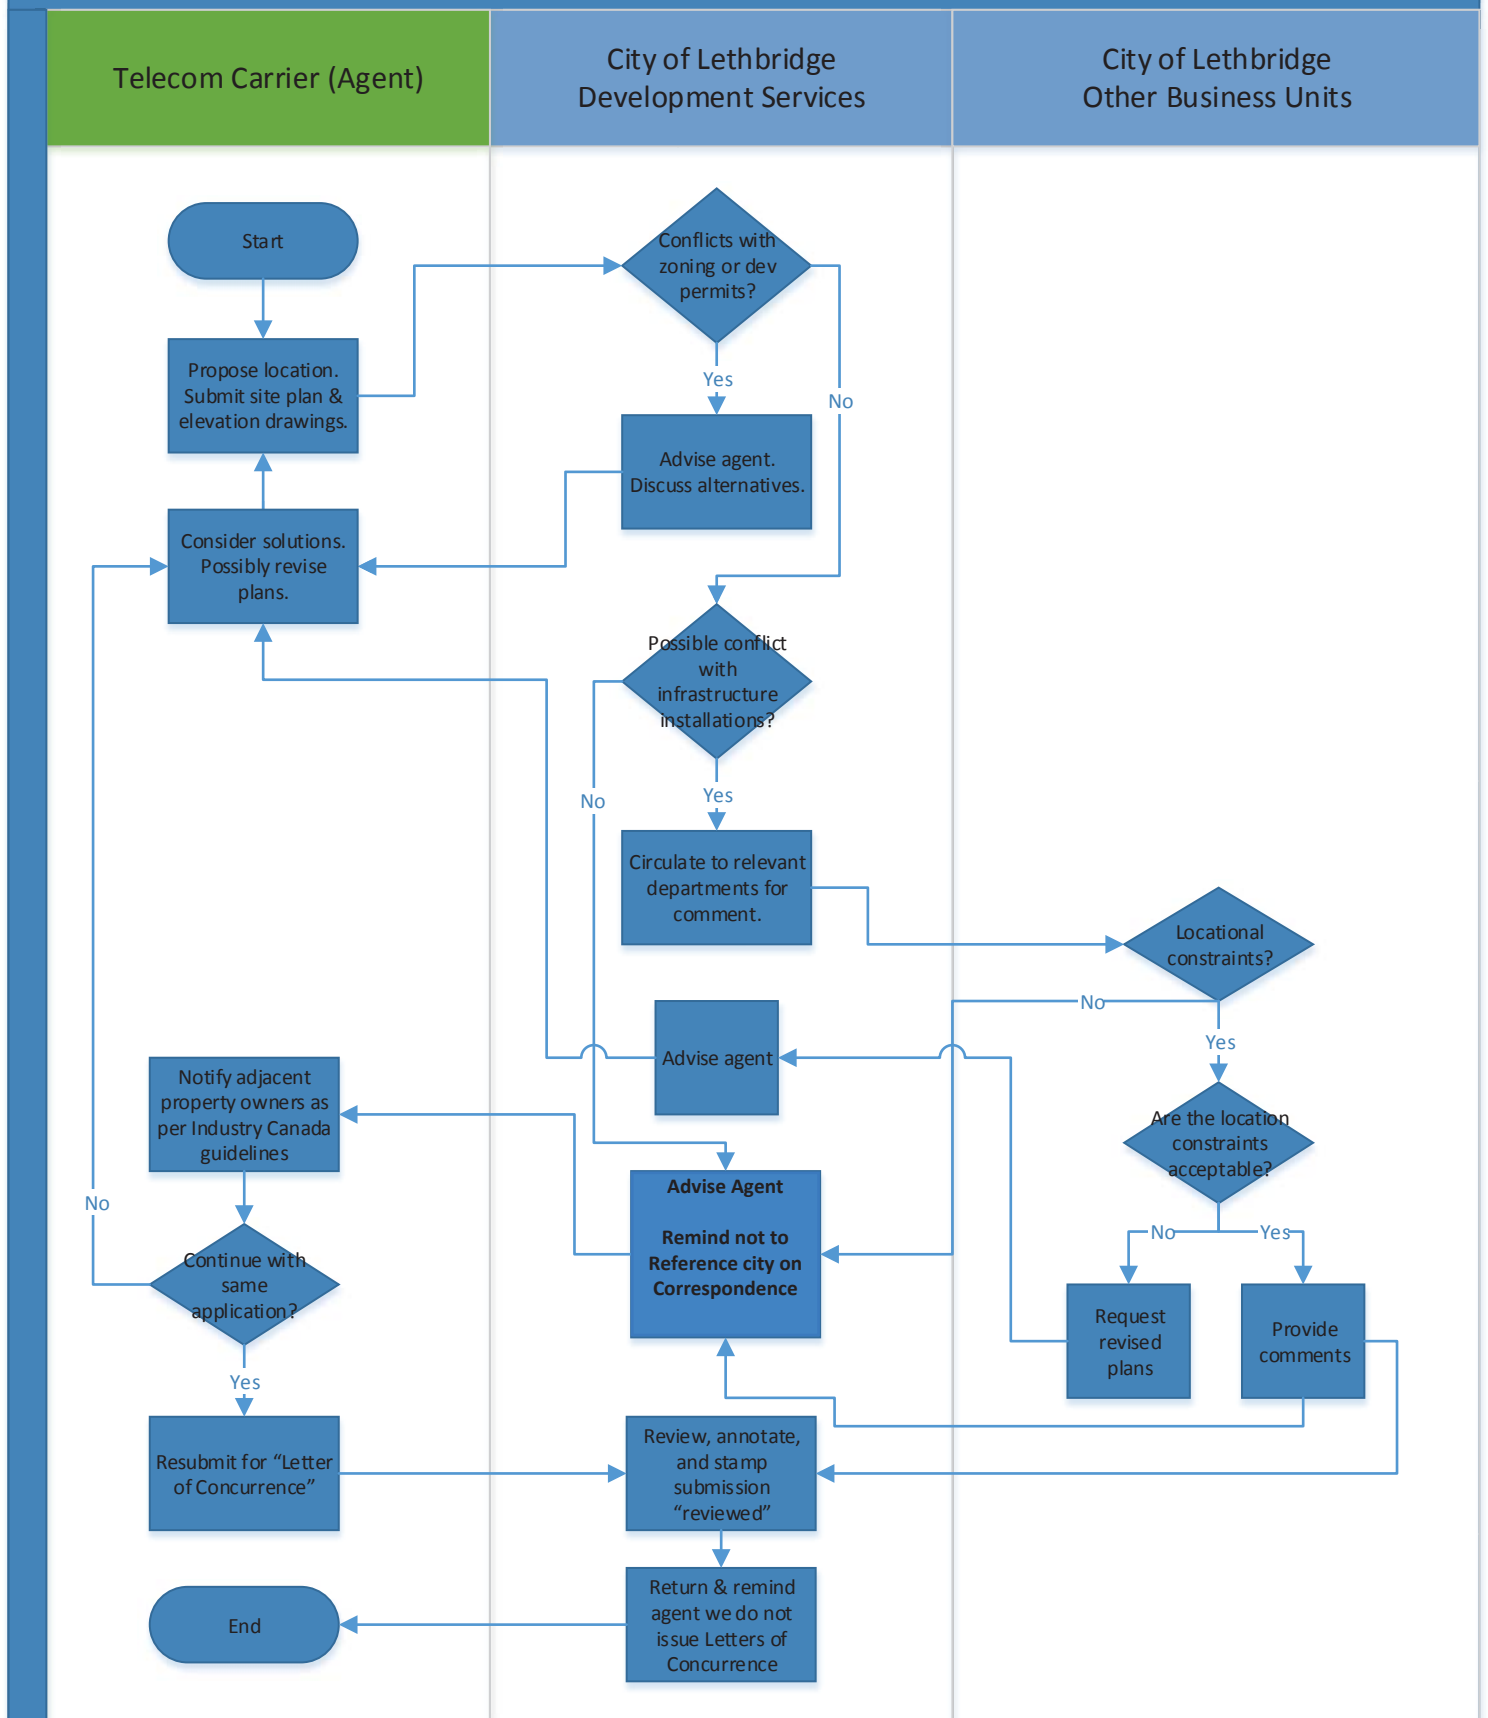 Telecom Carrier (Agent)
City of Lethbridge
Development Services
City of Lethbridge
Other Business Units
Start
Conflicts with
zoning or dev
permits?
Propose location.
Submit site plan &
elevation drawings.
Yes
No
Advise agent.
Discuss alternatives.
Consider solutions.
Possibly revise
plans.
Possible conflict
with
infrastructure
installations?
No
Yes
Circulate to relevant
departments for
comment.
Locational
constraints?
No
Yes
Advise agent
Notify adjacent
property owners as
per Industry Canada
guidelines
Are the location
constraints
acceptable?
No
Advise Agent
Remind not to
Reference city on
Correspondence
No
Yes
Continue with
same
application?
Request
revised
plans
Provide
comments
Yes
Resubmit for “Letter
of Concurrence”
Review, annotate,
and stamp
submission
“reviewed”
Return & remind
agent we do not
issue Letters of
Concurrence
End